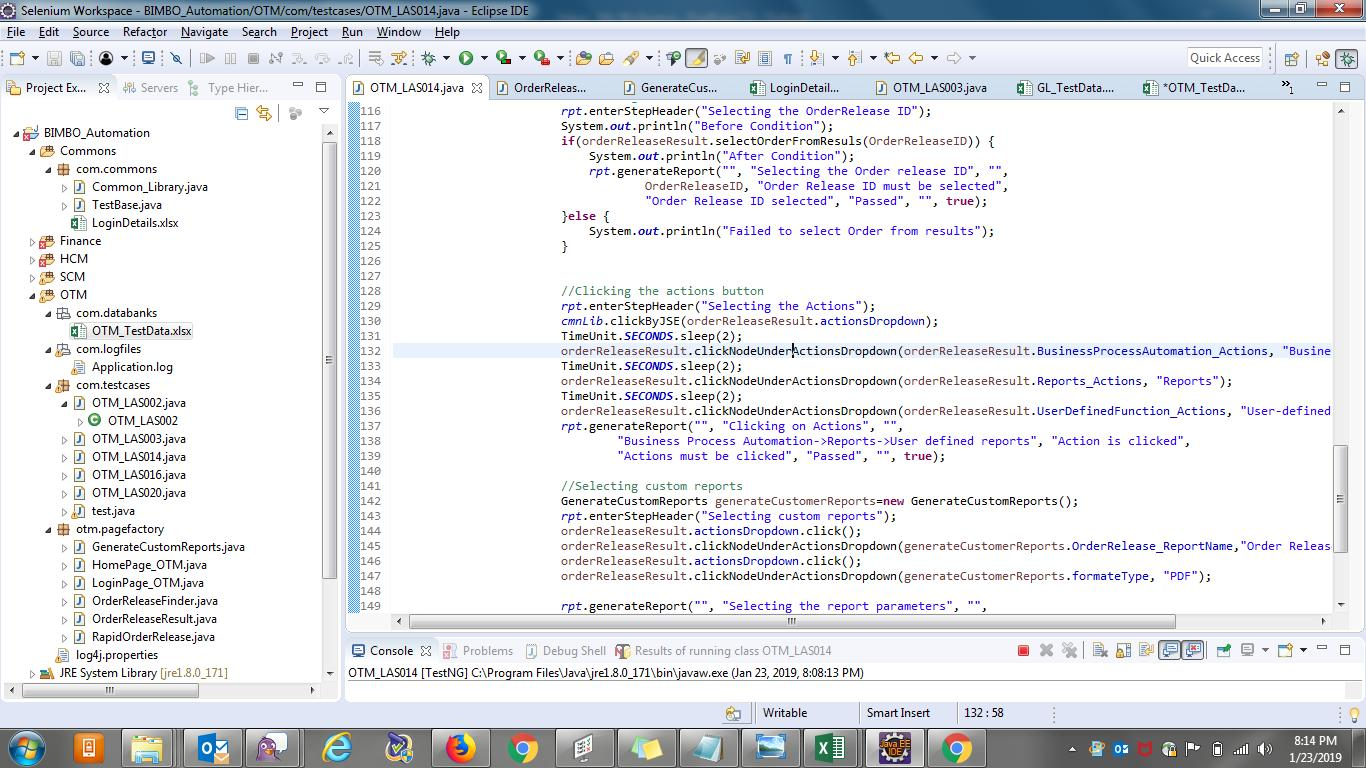 Selenium Workspace - BIMBO_Automation/OTM/com/testcases/OTM_LAS014.java - Eclipse IDE
File Edit Source Refactor Navigate Search Project Run Window Help
Quick Access
Project Ex... Servers Type Hier...
BIMBO_Automation
Commons
com.commons
Common_Library.java
TestBase.java
LoginDetails.xlsx
Finance
HCM
SCM
OTM
com.databanks
OTM_TestData.xlsx
com.logfiles
Application.log
com.testcases
OTM_LAS002.java
OTM_LAS002
OTM_LAS003.java
OTM_LAS014.java
OTM_LAS016.java
OTM_LAS020.java
test.java
otm.pagefactory
GenerateCustomReports.java
HomePage_OTM.java
LoginPage_OTM.java
OrderReleaseFinder.java
OrderReleaseResult.java
RapidOrderRelease.java
log4j.properties
JRE System Library [jre1.8.0_171]
OTM_LAS014.java OrderReleas... GenerateCus... LoginDetail... OTM_LAS003.java GL_TestData.... *OTM_TestDa... »1
116 rpt.enterStepHeader("Selecting the OrderRelease ID");
117 System.out.println("Before Condition");
118 if(orderReleaseResult.selectOrderFromResuls(OrderReleaseID)) {
119 System.out.println("After Condition");
120 rpt.generateReport("", "Selecting the Order release ID", "",
121 OrderReleaseID, "Order Release ID must be selected",
122 "Order Release ID selected", "Passed", "", true);
123 }else {
124 System.out.println("Failed to select Order from results");
125 }
126
127
128 //Clicking the actions button
129 rpt.enterStepHeader("Selecting the Actions");
130 cmnLib.clickByJSE(orderReleaseResult.actionsDropdown);
131 TimeUnit.SECONDS.sleep(2);
132 orderReleaseResult.clickNodeUnderActionsDropdown(orderReleaseResult.BusinessProcessAutomation_Actions, "Busine
133 TimeUnit.SECONDS.sleep(2);
134 orderReleaseResult.clickNodeUnderActionsDropdown(orderReleaseResult.Reports_Actions, "Reports");
135 TimeUnit.SECONDS.sleep(2);
136 orderReleaseResult.clickNodeUnderActionsDropdown(orderReleaseResult.UserDefinedFunction_Actions, "User-defined
137 rpt.generateReport("", "Clicking on Actions", "",
138 "Business Process Automation->Reports->User defined reports", "Action is clicked",
139 "Actions must be clicked", "Passed", "", true);
140
141 //Selecting custom reports
142 GenerateCustomReports generateCustomerReports=new GenerateCustomReports();
143 rpt.enterStepHeader("Selecting custom reports");
144 orderReleaseResult.actionsDropdown.click();
145 orderReleaseResult.clickNodeUnderActionsDropdown(generateCustomerReports.OrderRelease_ReportName,"Order Releas
146 orderReleaseResult.actionsDropdown.click();
147 orderReleaseResult.clickNodeUnderActionsDropdown(generateCustomerReports.formateType, "PDF");
148
149 rpt.generateReport("", "Selecting the report parameters", "",
Console Problems Debug Shell Results of running class OTM_LAS014
OTM_LAS014 [TestNG] C:\Program Files\Java\jre1.8.0_171\bin\javaw.exe (Jan 23, 2019, 8:08:13 PM)
Writable Smart Insert 132 : 58
Java EE
IDE
8:14 PM
1/23/2019